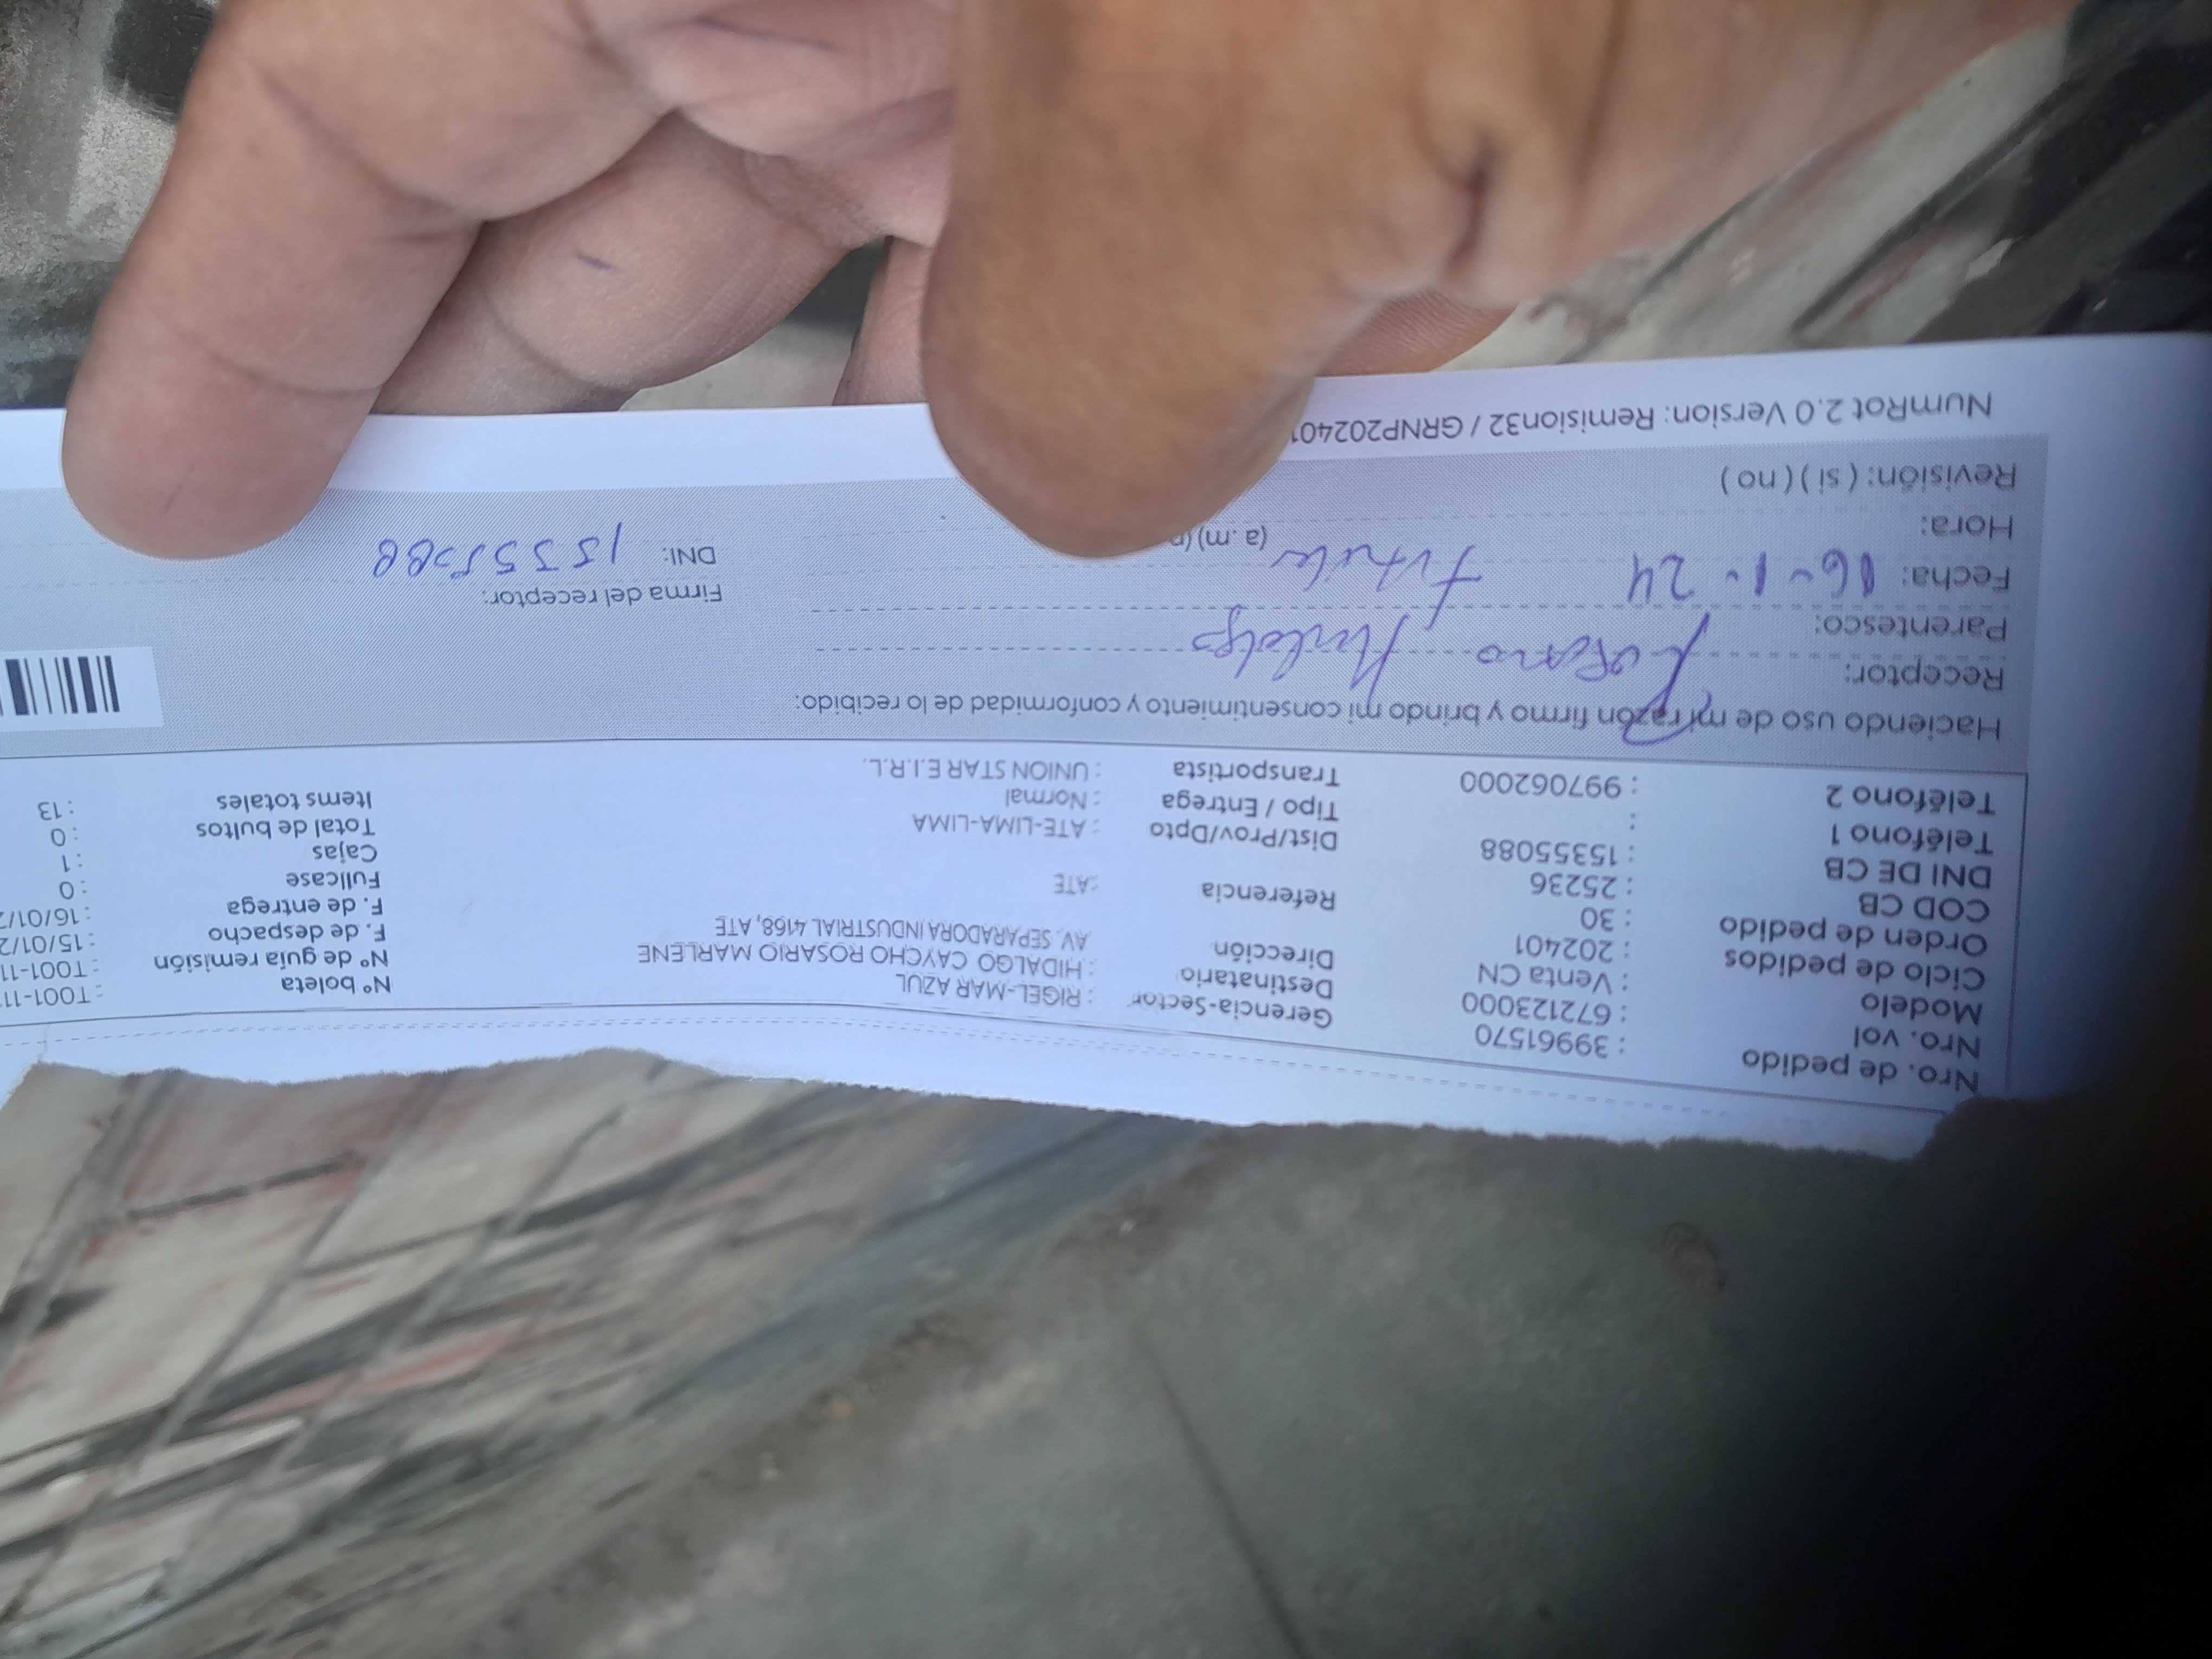 Nro. de pedido : 39961570
Nro. vol : 672123000
Modelo : Venta CN
Ciclo de pedidos : 202401
Orden de pedido : 30
COD CB : 25236
DNI DE CB : 15355088
Teléfono 1 :
Teléfono 2 : 997062000
Gerencia-Sector : RIGEL-MAR AZUL
Destinatario : HIDALGO CAYCHO ROSARIO MARLENE
Dirección AV. SEPARADORA INDUSTRIAL 4168, ATE
Referencia : ATE
Dist/Prov/Dpto : ATE-LIMA-LIMA
Tipo / Entrega : Normal
Transportista : UNION STAR E.I.R.L.
Nº boleta : T001-11
Nº de guía remisión : T001-11
F. de despacho : 15/01/2
F. de entrega : 16/01/2
Fullcase : 0
Cajas : 1
Total de bultos : 0
Items totales : 13
Haciendo uso de mi razón firmo y brindo mi consentimiento y conformidad de lo recibido:
Receptor: Rosario
Parentesco:
Fecha: 16-1-24
Hora: (a.m)
Revisión: ( si ) ( no )
Firma del receptor:
DNI: 15355088
NumRot 2.0 Version: Remision32 / GRNP202401